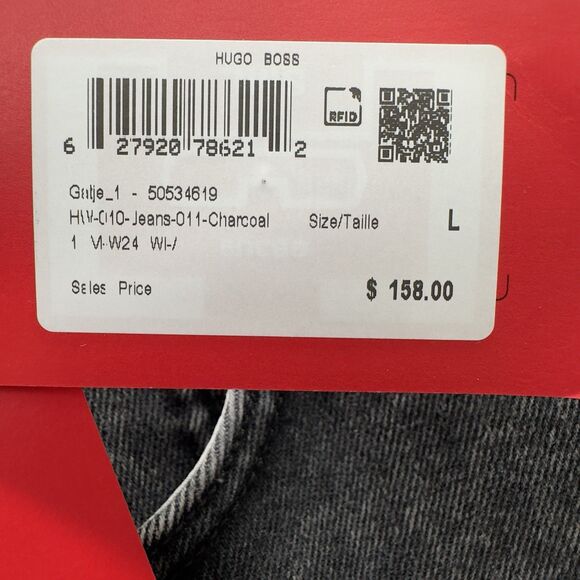 HUGO BOSS
RFID
6 27920 78621 2
Gatje_1 - 50534619
HW-010-Jeans-011-Charcoal Size/Taille L
Sales Price $ 158.00